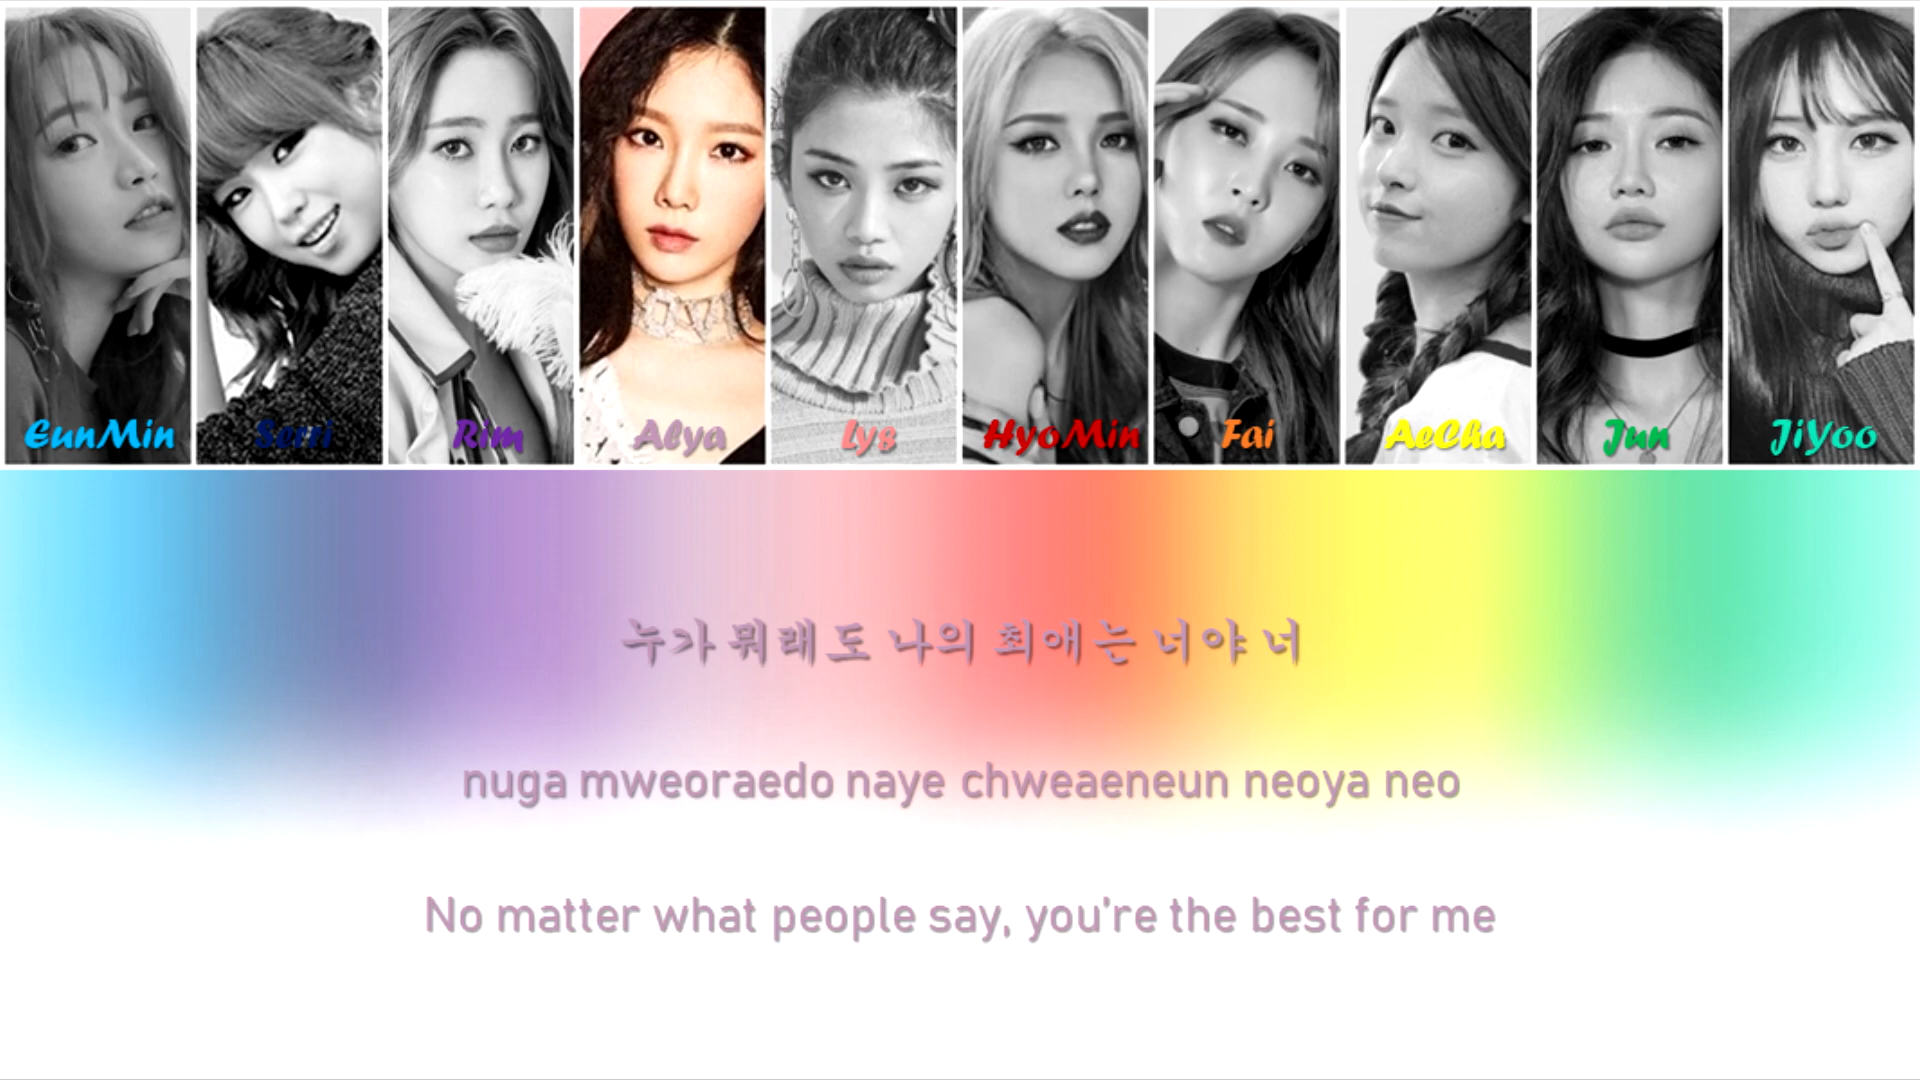 EunMin Serri Rim Alya Lys HyoMin Fai AeCha Jun JiYoo
누가 뭐래도 나의 최애는 너야 너
nuga mweoraedo naye chweaeneun neoya neo
No matter what people say, you're the best for me